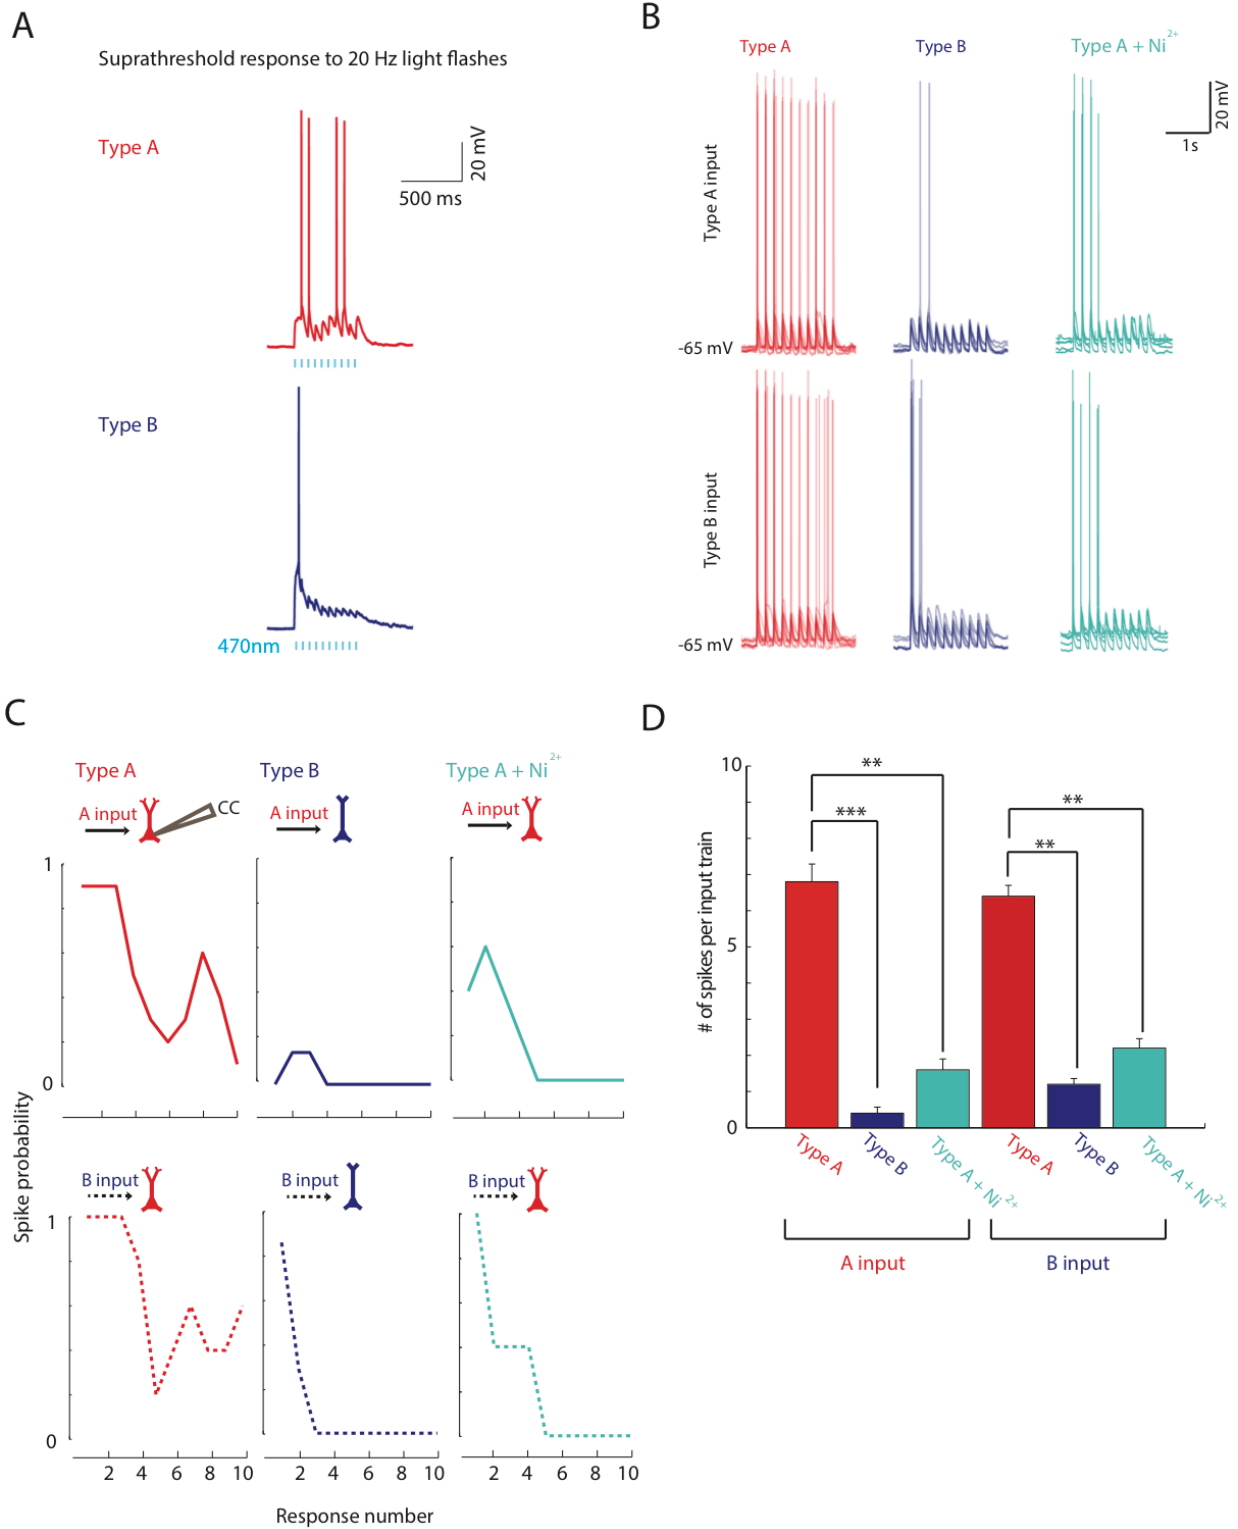 A
Suprathreshold response to 20 Hz light flashes
Type A
20 mV
500 ms
Type B
470nm
B
Type A
Type B
Type A + Ni2+
20 mV
1s
Type A input
-65 mV
Type B input
-65 mV
C
Type A
Type B
Type A + Ni2+
A input
CC
A input
A input
1
0
Spike probability
B input
B input
B input
1
0
2 4 6 8 10
2 4 6 8 10
2 4 6 8 10
Response number
D
10
**
***
**
**
# of spikes per input train
5
0
Type A
Type B
Type A + Ni 2+
Type A
Type B
Type A + Ni 2+
A input
B input